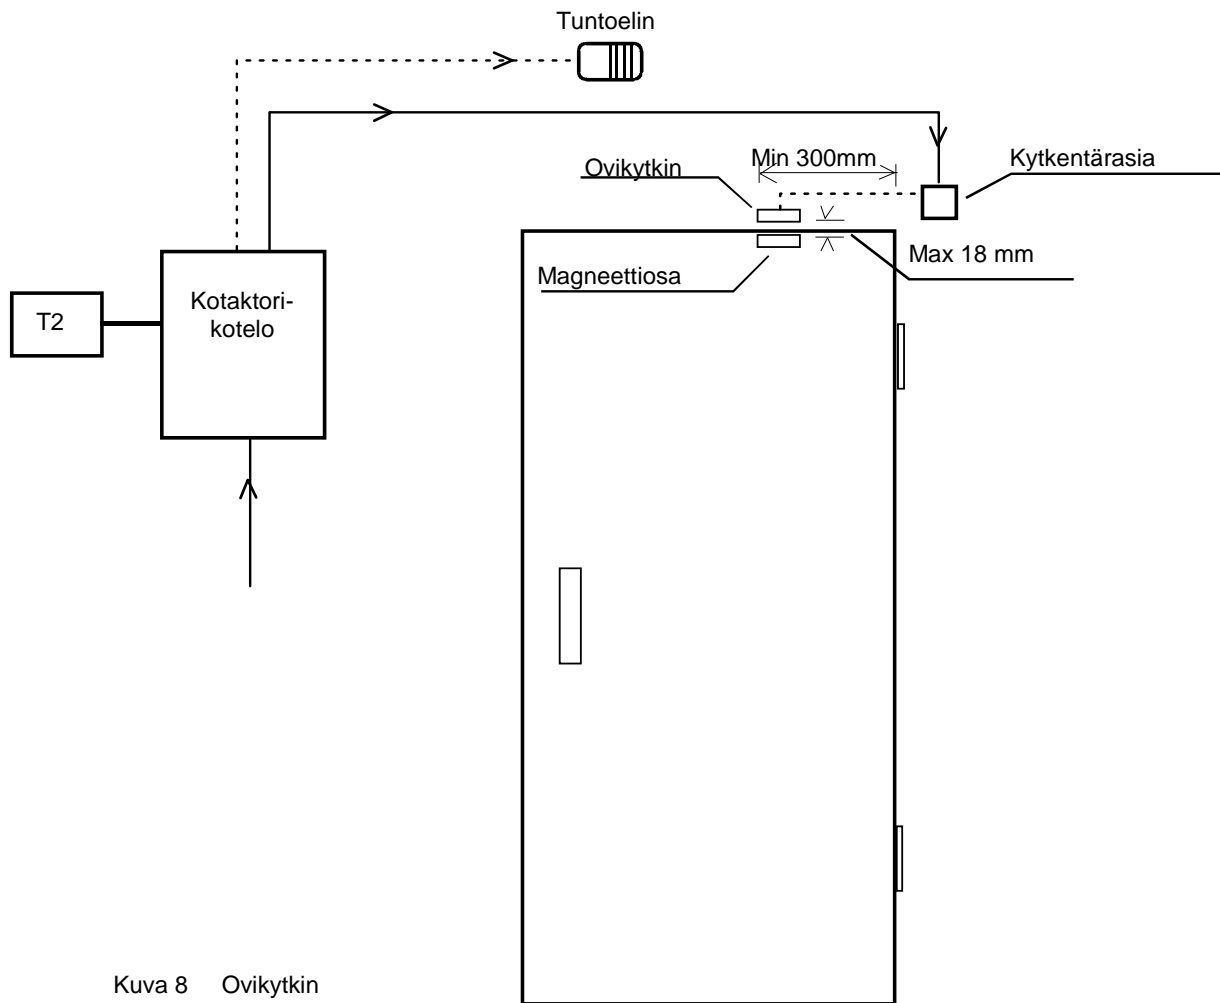 Tuntoelin
Min 300mm
Kytkentärasia
Ovikytkin
Max 18 mm
Magneettiosa
Kotaktori-
kotelo
T2
Kuva 8 Ovikytkin